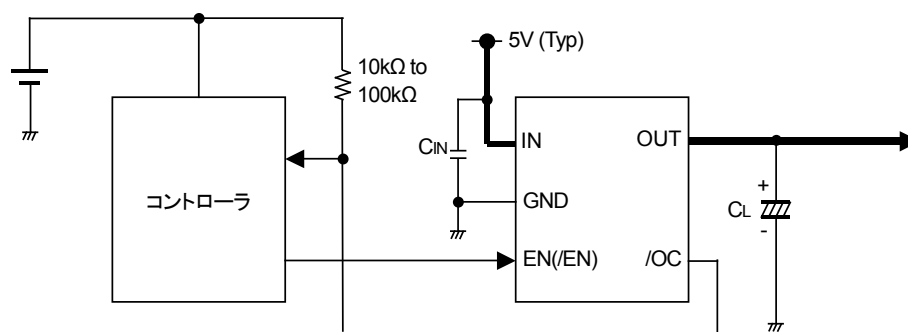 5V (Typ)
10kΩ to
100kΩ
CIN
IN
OUT
コントローラ
GND
+
CL
-
EN(/EN)
/OC